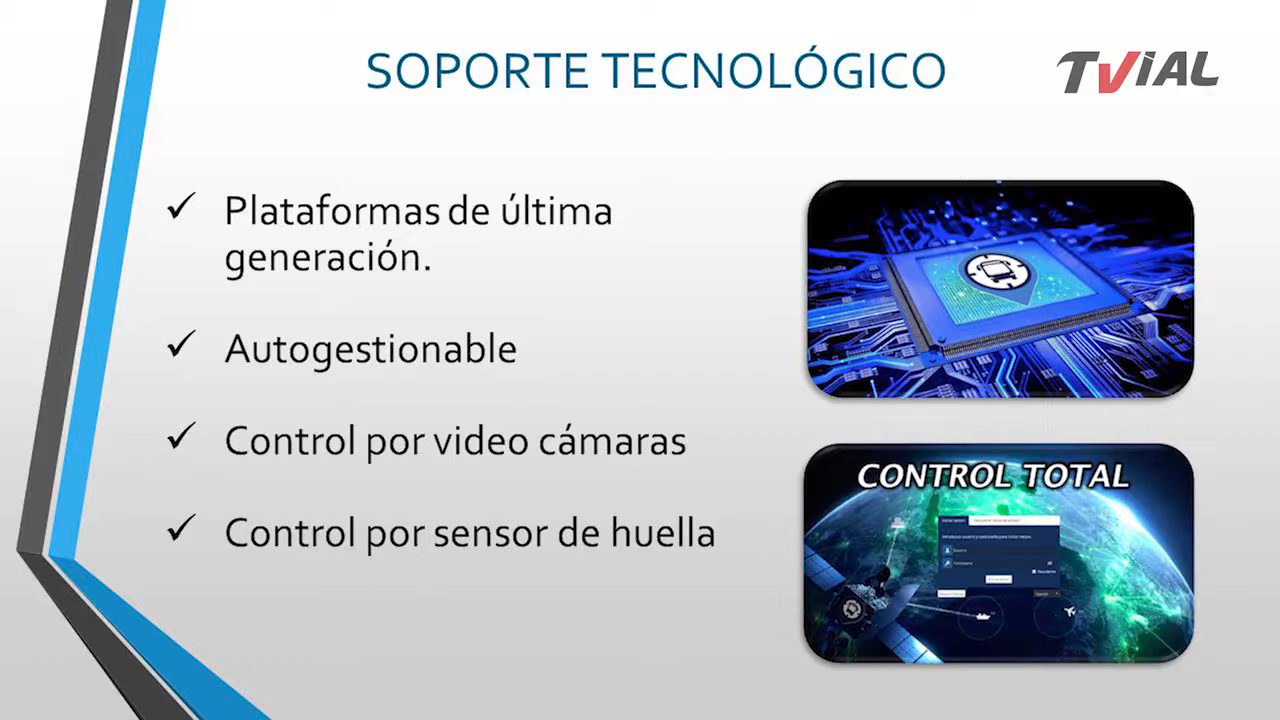 SOPORTE TECNOLÓGICO
TViAL
Plataformas de última
generación.
Autogestionable
Control por video cámaras
Control por sensor de huella
CONTROL TOTAL